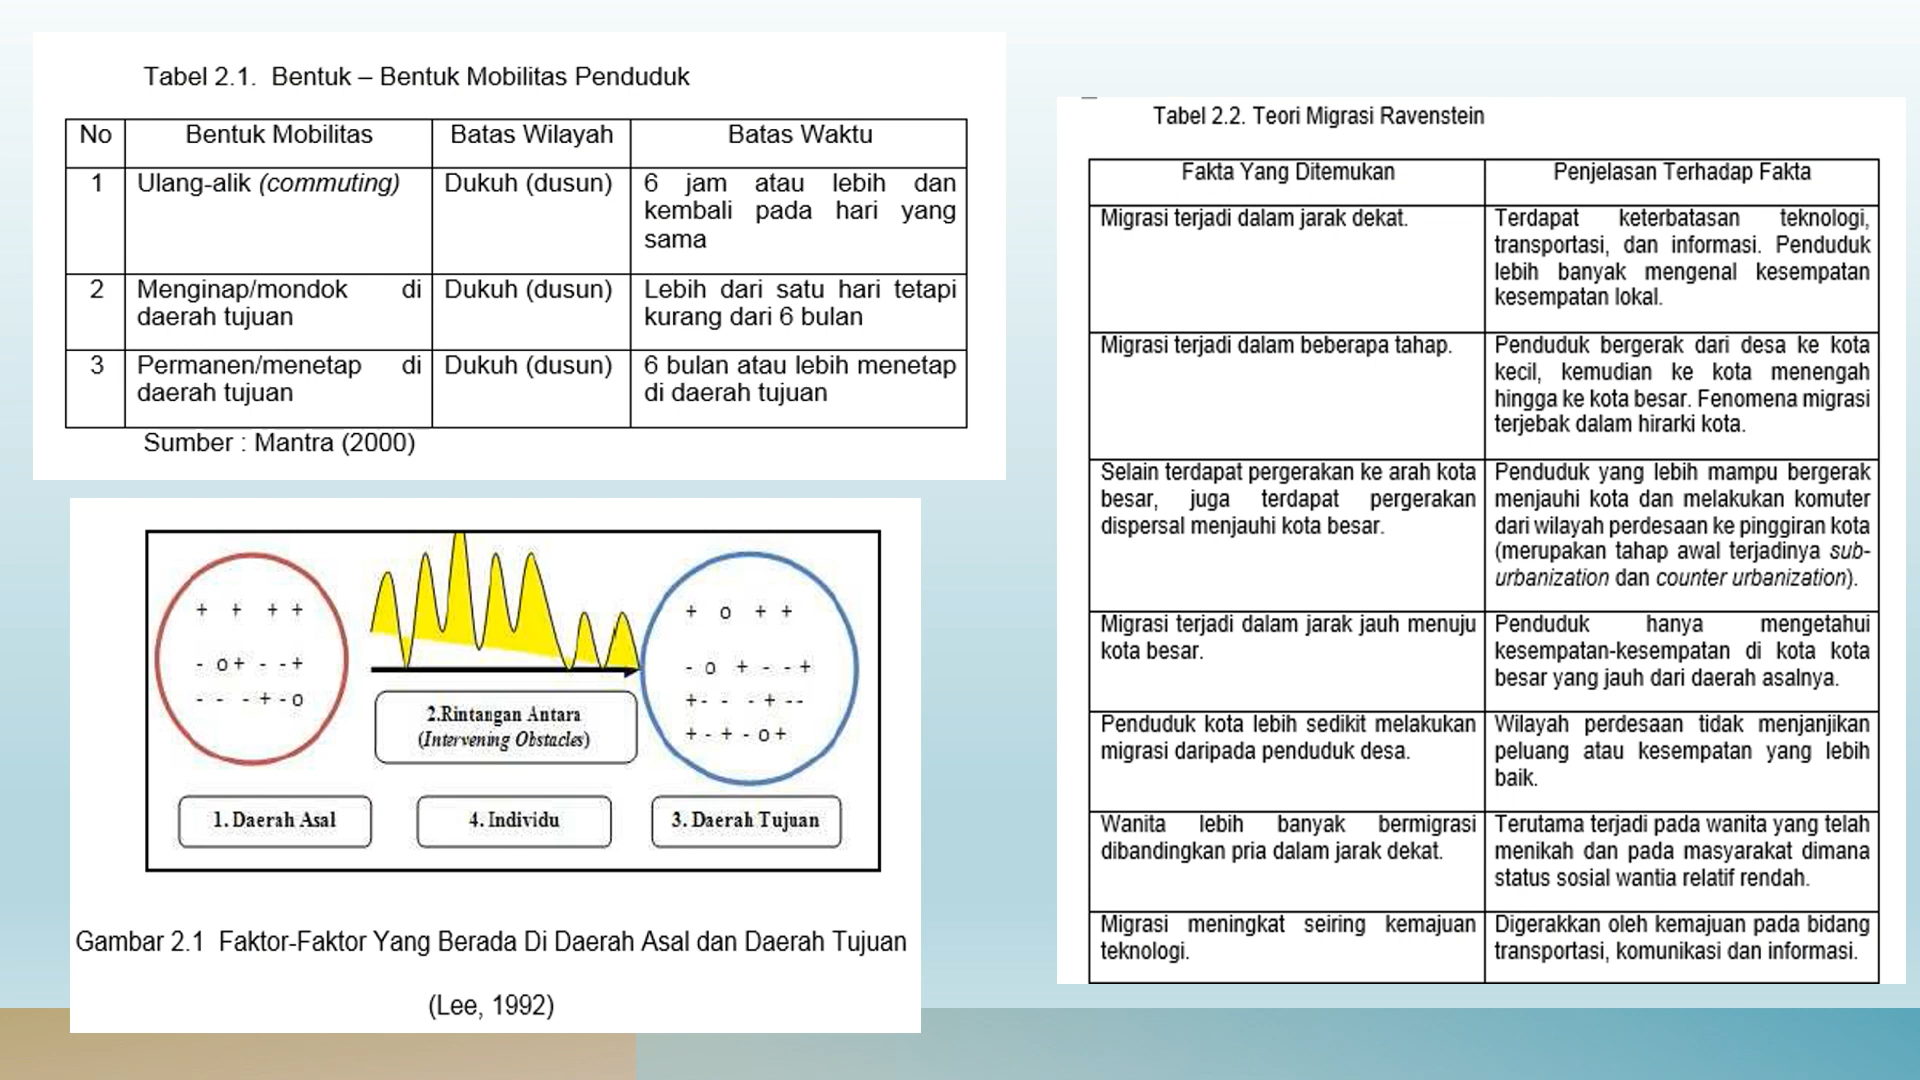 Tabel 2.1. Bentuk – Bentuk Mobilitas Penduduk
No Bentuk Mobilitas Batas Wilayah Batas Waktu
1 Ulang-alik (commuting) Dukuh (dusun) 6 jam atau lebih dan
kembali pada hari yang
sama
2 Menginap/mondok di Dukuh (dusun) Lebih dari satu hari tetapi
daerah tujuan kurang dari 6 bulan
3 Permanen/menetap di Dukuh (dusun) 6 bulan atau lebih menetap
daerah tujuan di daerah tujuan
Sumber : Mantra (2000)
+ + + +
- o + - - +
- - - + - o
+ o + +
- o + - - +
+ - - - + - -
+ - + - o +
2.Rintangan Antara
(Intervening Obstacles)
1. Daerah Asal
4. Individu
3. Daerah Tujuan
Gambar 2.1 Faktor-Faktor Yang Berada Di Daerah Asal dan Daerah Tujuan
(Lee, 1992)
Tabel 2.2. Teori Migrasi Ravenstein
Fakta Yang Ditemukan Penjelasan Terhadap Fakta
Migrasi terjadi dalam jarak dekat. Terdapat keterbatasan teknologi,
transportasi, dan informasi. Penduduk
lebih banyak mengenal kesempatan
kesempatan lokal.
Migrasi terjadi dalam beberapa tahap. Penduduk bergerak dari desa ke kota
kecil, kemudian ke kota menengah
hingga ke kota besar. Fenomena migrasi
terjebak dalam hirarki kota.
Selain terdapat pergerakan ke arah kota Penduduk yang lebih mampu bergerak
besar, juga terdapat pergerakan menjauhi kota dan melakukan komuter
dispersal menjauhi kota besar. dari wilayah perdesaan ke pinggiran kota
(merupakan tahap awal terjadinya sub-
urbanization dan counter urbanization).
Migrasi terjadi dalam jarak jauh menuju Penduduk hanya mengetahui
kota besar. kesempatan-kesempatan di kota kota
besar yang jauh dari daerah asalnya.
Penduduk kota lebih sedikit melakukan Wilayah perdesaan tidak menjanjikan
migrasi daripada penduduk desa. peluang atau kesempatan yang lebih
baik.
Wanita lebih banyak bermigrasi Terutama terjadi pada wanita yang telah
dibandingkan pria dalam jarak dekat. menikah dan pada masyarakat dimana
status sosial wantia relatif rendah.
Migrasi meningkat seiring kemajuan Digerakkan oleh kemajuan pada bidang
teknologi. transportasi, komunikasi dan informasi.